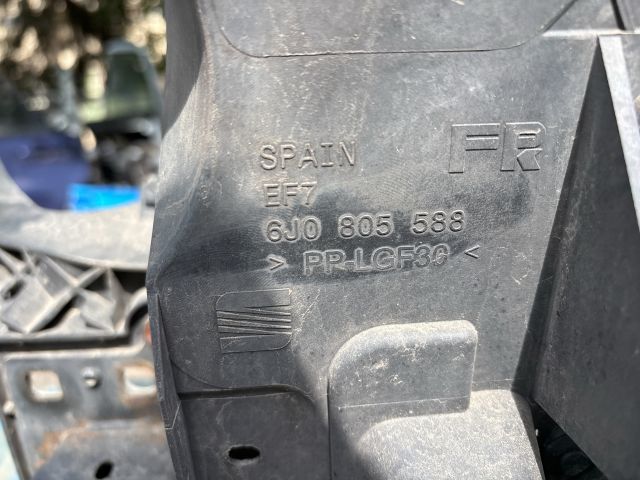 SPAIN
FR
EF7
6J0 805 588
> PP-LGF30 <